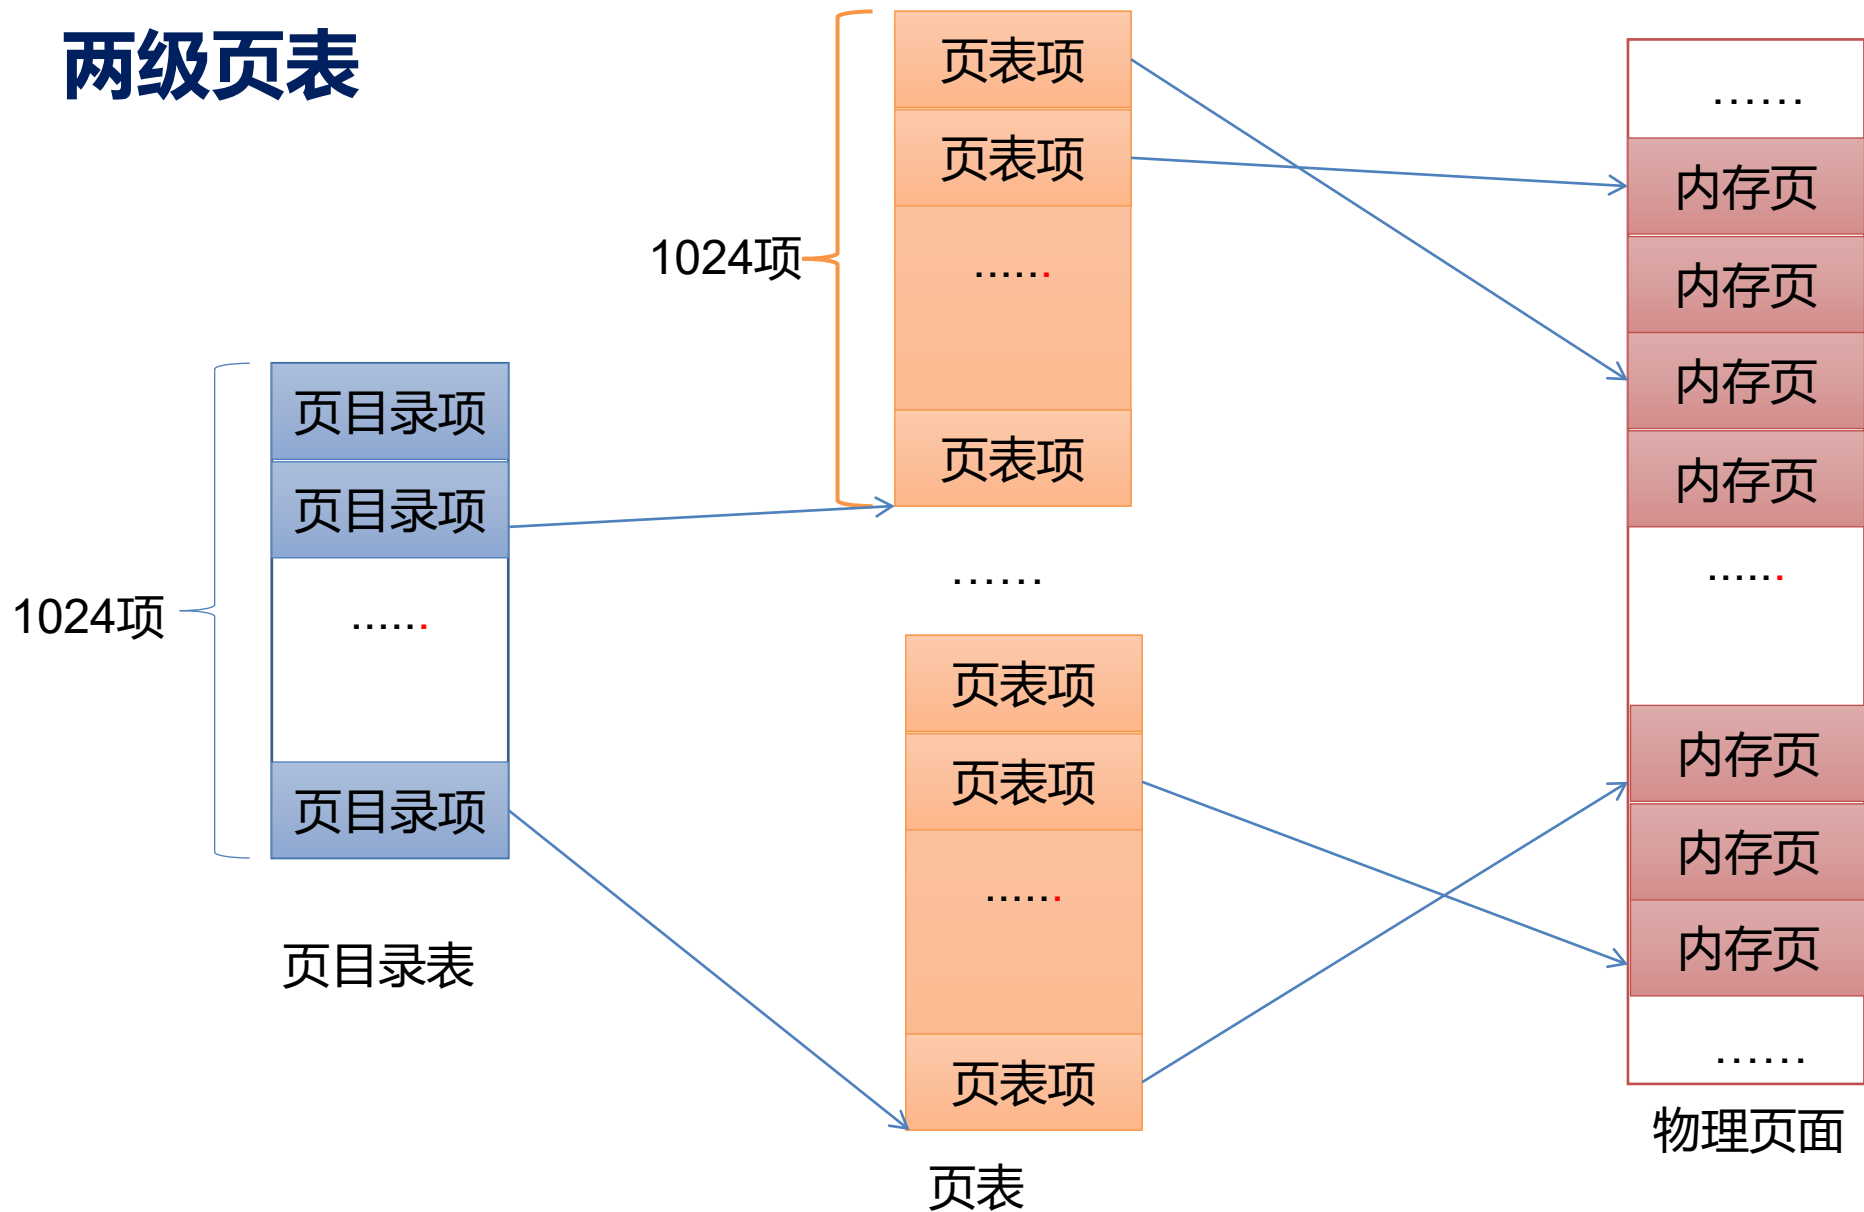 两级页表
1024项
页目录项
页目录项
.......
页目录项
页目录表
1024项
页表项
页表项
.......
页表项
......
页表项
页表项
.......
页表项
页表
......
内存页
内存页
内存页
内存页
.......
内存页
内存页
内存页
......
物理页面